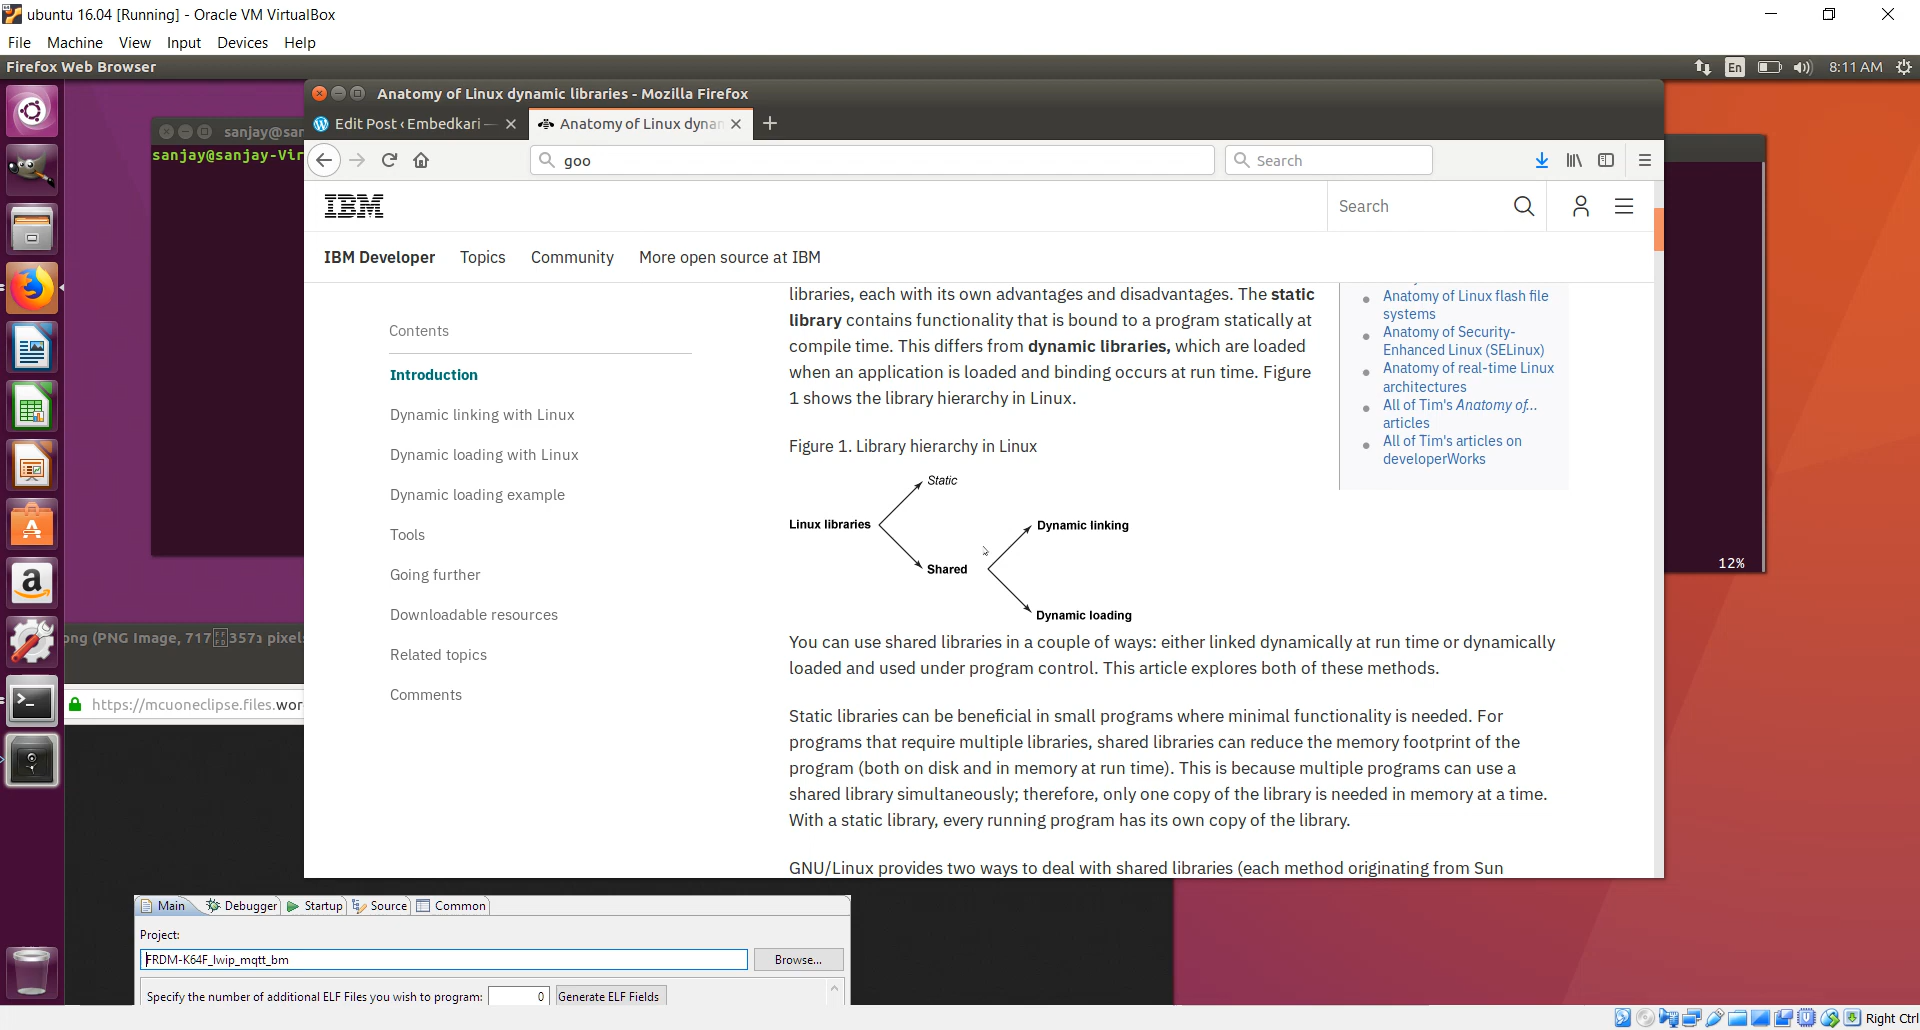 ubuntu 16.04 [Running] - Oracle VM VirtualBox
File Machine View Input Devices Help
Firefox Web Browser
En 8:11 AM
Anatomy of Linux dynamic libraries - Mozilla Firefox
sanjay@sar
Edit Post ‹ Embedkari —
Anatomy of Linux dynan
sanjay@sanjay-Vir
goo
Search
IBM
Search
IBM Developer Topics Community More open source at IBM
Contents
Introduction
Dynamic linking with Linux
Dynamic loading with Linux
Dynamic loading example
Tools
Going further
Downloadable resources
Related topics
Comments
libraries, each with its own advantages and disadvantages. The static
library contains functionality that is bound to a program statically at
compile time. This differs from dynamic libraries, which are loaded
when an application is loaded and binding occurs at run time. Figure
1 shows the library hierarchy in Linux.
Anatomy of Linux flash file
systems
Anatomy of Security-
Enhanced Linux (SELinux)
Anatomy of real-time Linux
architectures
All of Tim's Anatomy of...
articles
All of Tim's articles on
developerWorks
Figure 1. Library hierarchy in Linux
Static
Linux libraries
Dynamic linking
Shared
Dynamic loading
12%
You can use shared libraries in a couple of ways: either linked dynamically at run time or dynamically
loaded and used under program control. This article explores both of these methods.
Static libraries can be beneficial in small programs where minimal functionality is needed. For
programs that require multiple libraries, shared libraries can reduce the memory footprint of the
program (both on disk and in memory at run time). This is because multiple programs can use a
shared library simultaneously; therefore, only one copy of the library is needed in memory at a time.
With a static library, every running program has its own copy of the library.
GNU/Linux provides two ways to deal with shared libraries (each method originating from Sun
ong (PNG Image, 717 357 pixels
https://mcuoneclipse.files.wor
Main Debugger Startup Source Common
Project:
FRDM-K64F_lwip_mqtt_bm
Browse...
Specify the number of additional ELF Files you wish to program: 0 Generate ELF Fields
Right Ctrl